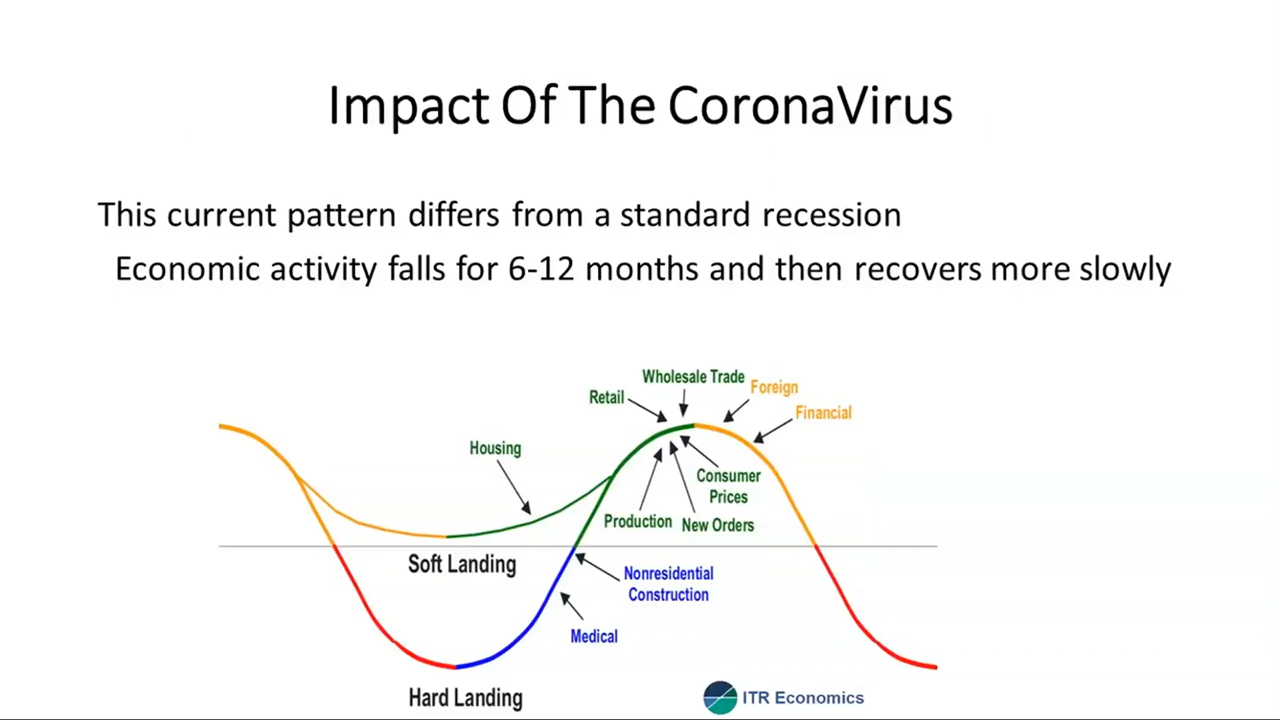 Impact Of The CoronaVirus
This current pattern differs from a standard recession
Economic activity falls for 6-12 months and then recovers more slowly
Wholesale Trade
Foreign
Retail
Financial
Housing
Consumer
Prices
Production
New Orders
Soft Landing
Nonresidential
Construction
Medical
Hard Landing
ITR Economics